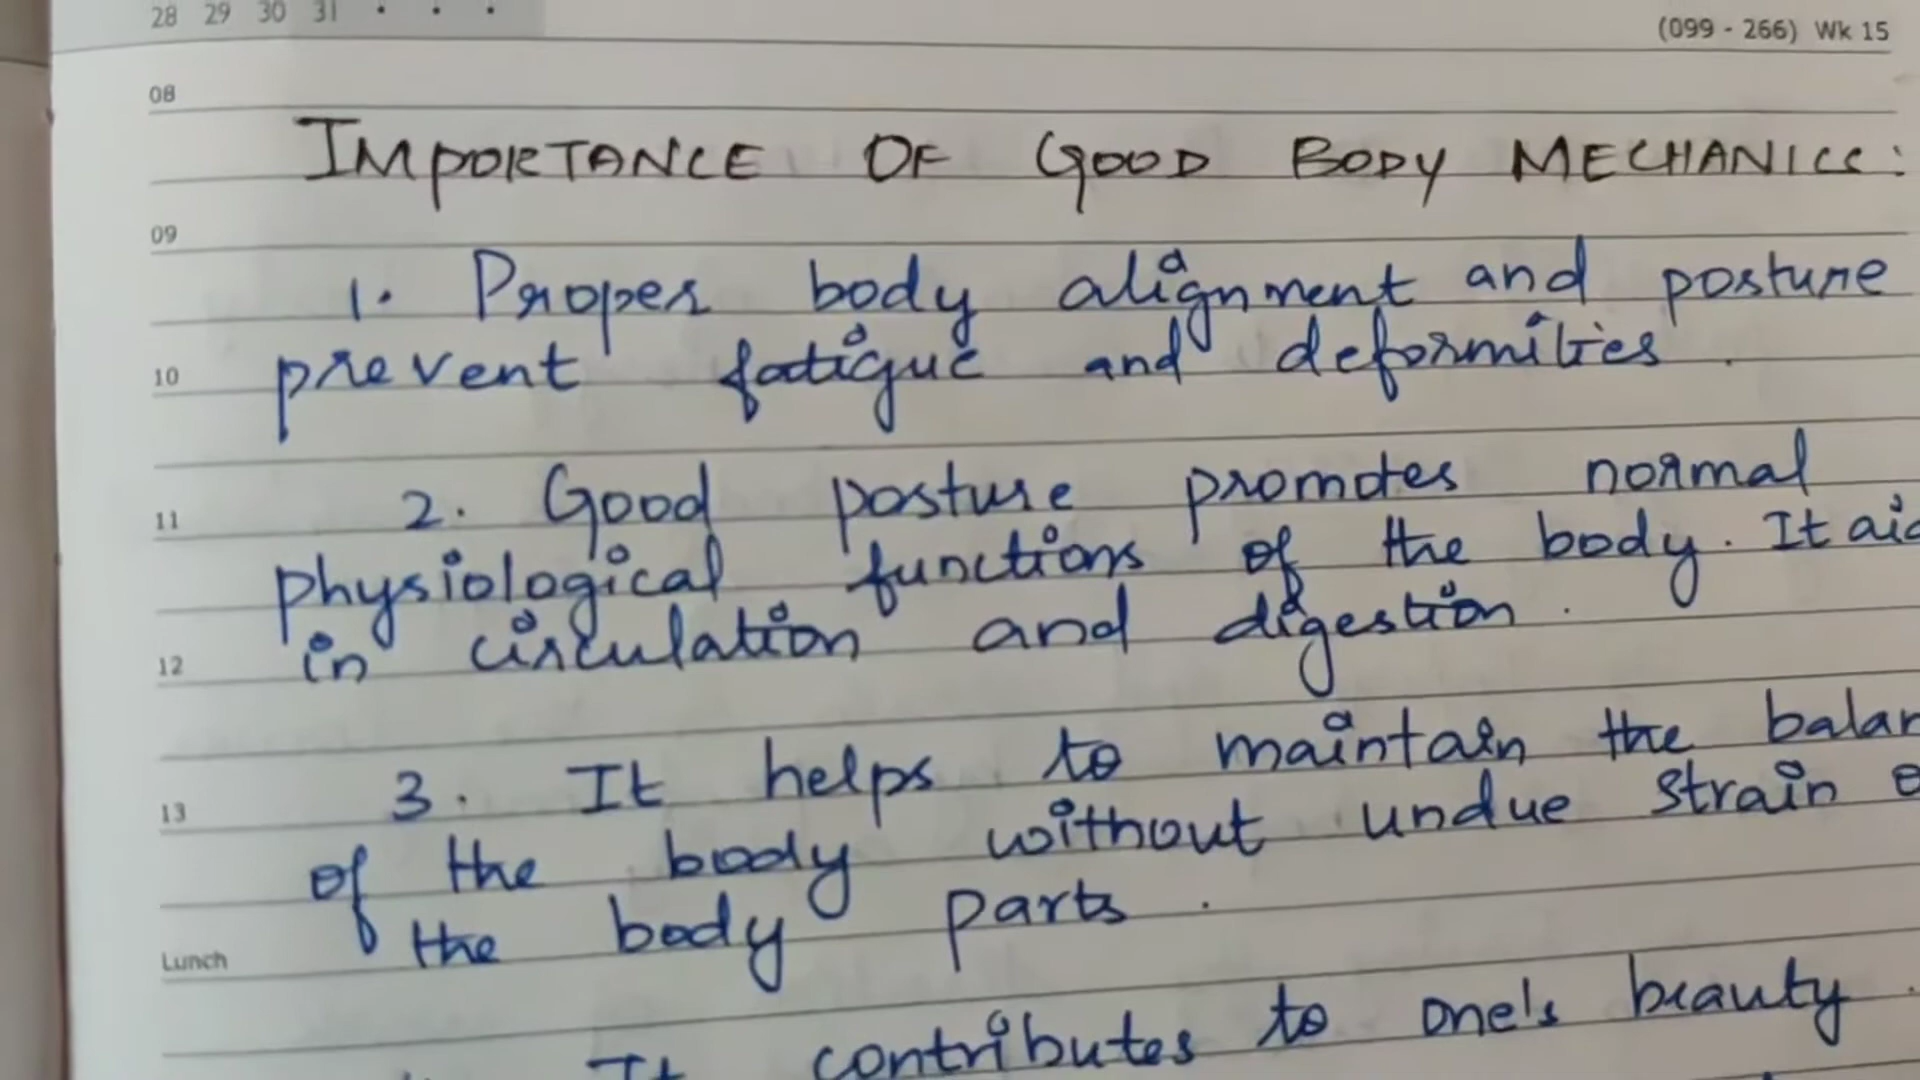 28 29 30 31 . . .
(099 - 266) Wk 15
08
IMPORTANCE OF GOOD BODY MECHANICS:
09
1. Proper body alignment and posture
10
prevent fatigue and deformities.
11
2. Good posture promotes normal
physiological functions of the body. It
12
in circulation and digestion.
3. It helps to maintain the
13
of the body without undue strain
Lunch
the body parts.
It contributes to one's beauty.